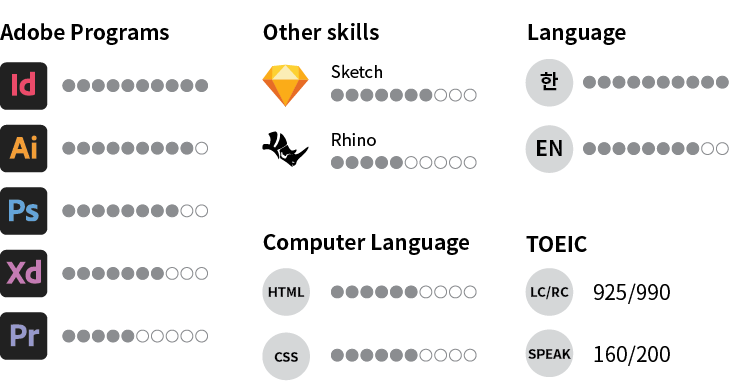 Adobe Programs
Id
Ai
Ps
Xd
Pr
Other skills
Sketch
Rhino
Computer Language
HTML
CSS
Language
한
EN
TOEIC
LC/RC 925/990
SPEAK 160/200